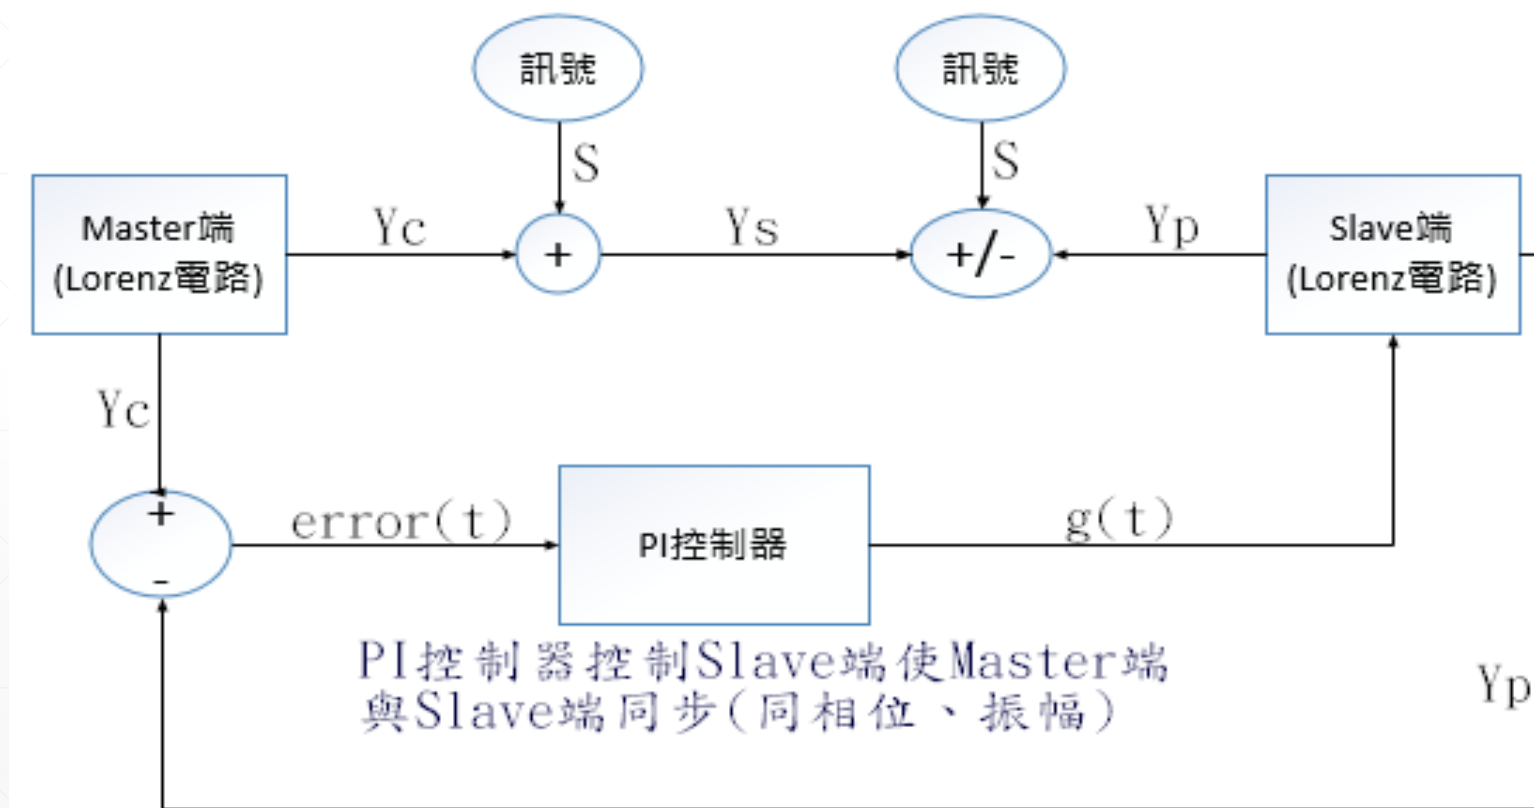 訊號
訊號
S
S
Master端
(Lorenz電路)
Yc
+
Ys
+/-
Yp
Slave端
(Lorenz電路)
Yc
+
-
error(t)
PI控制器
g(t)
PI控制器控制Slave端使Master端
與Slave端同步(同相位、振幅)
Yp